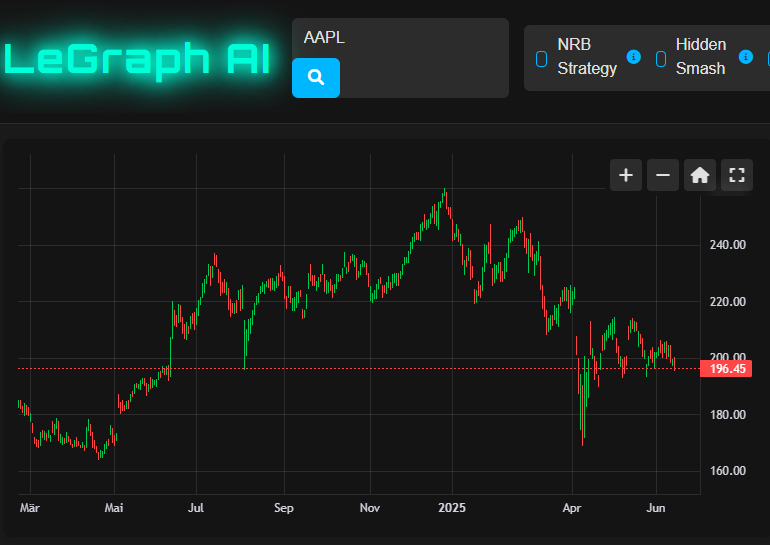 LeGraph AI
AAPL
NRB
Strategy
Hidden
Smash
240.00
220.00
200.00
196.45
180.00
160.00
Mär Mai Jul Sep Nov 2025 Apr Jun